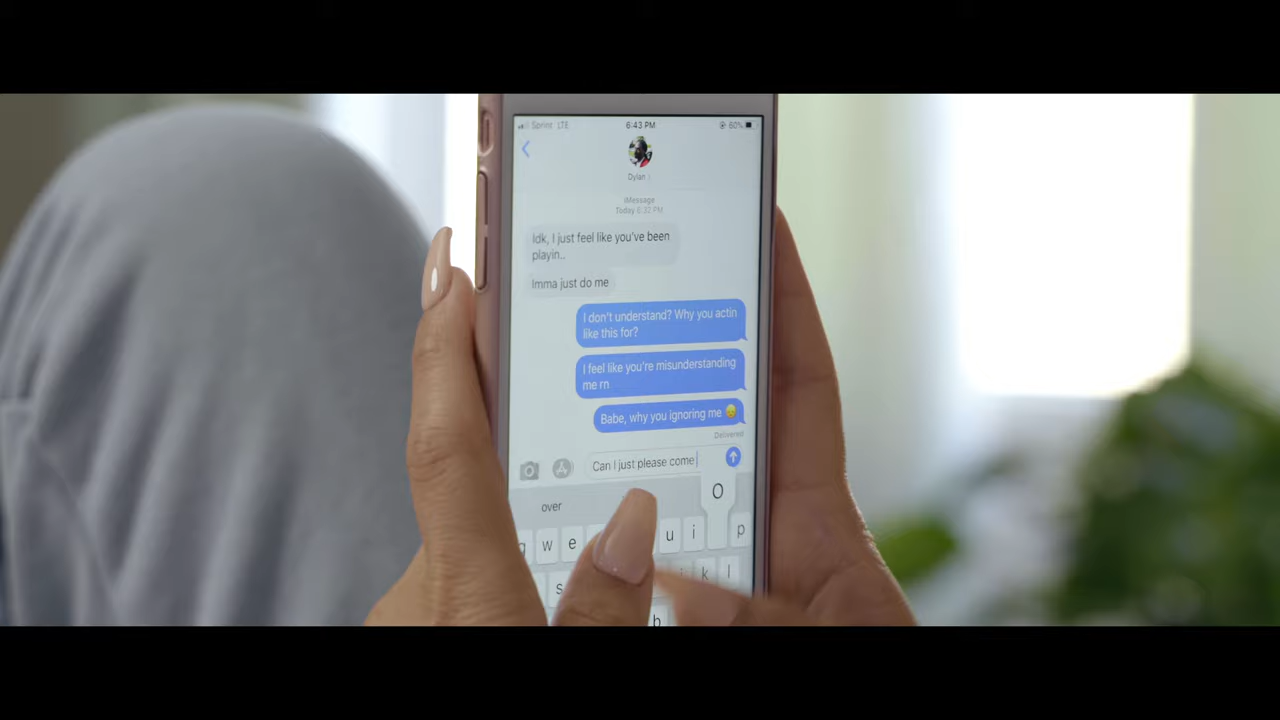 Sprint LTE 6:43 PM 60%
Dylan
iMessage
Today 6:32 PM
Idk, I just feel like you've been
playin..
Imma just do me
I don't understand? Why you actin
like this for?
I feel like you're misunderstanding
me rn
Babe, why you ignoring me
Delivered
Can I just please come
over
O
q w e u i p
s k l
b